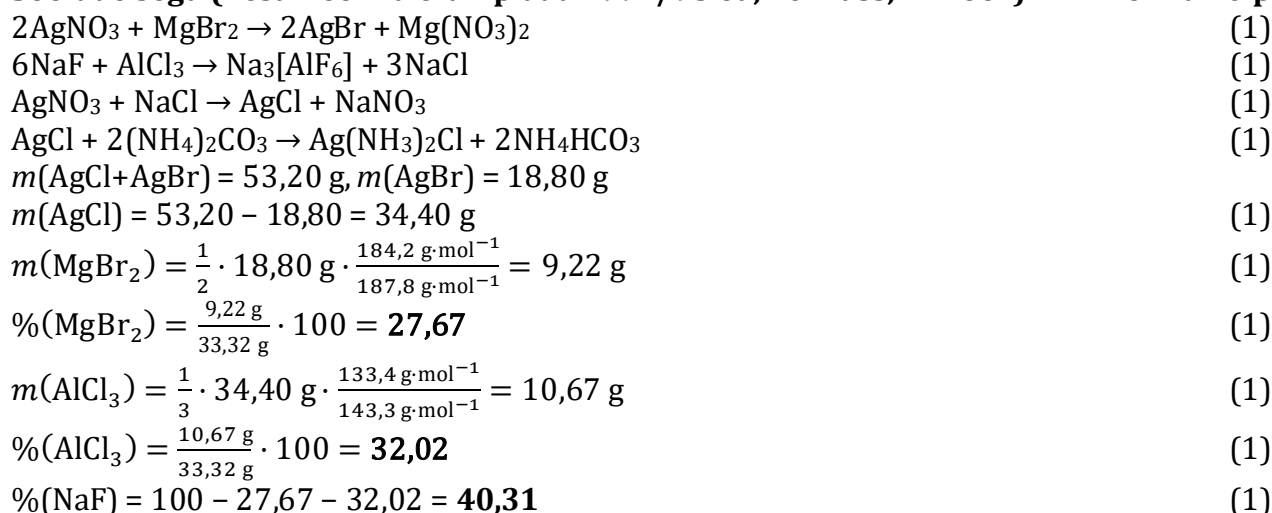 2AgNO₃ + MgBr₂ → 2AgBr + Mg(NO₃)₂ (1)
6NaF + AlCl₃ → Na₃[AlF₆] + 3NaCl (1)
AgNO₃ + NaCl → AgCl + NaNO₃ (1)
AgCl + 2(NH₄)₂CO₃ → Ag(NH₃)₂Cl + 2NH₄HCO₃ (1)
m(AgCl+AgBr) = 53,20 g, m(AgBr) = 18,80 g
m(AgCl) = 53,20 − 18,80 = 34,40 g (1)
m(MgBr₂) = 1/2 · 18,80 g · 184,2 g·mol⁻¹/187,8 g·mol⁻¹ = 9,22 g (1)
%(MgBr₂) = 9,22 g/33,32 g · 100 = 27,67 (1)
m(AlCl₃) = 1/3 · 34,40 g · 133,4 g·mol⁻¹/143,3 g·mol⁻¹ = 10,67 g (1)
%(AlCl₃) = 10,67 g/33,32 g · 100 = 32,02 (1)
%(NaF) = 100 − 27,67 − 32,02 = 40,31 (1)